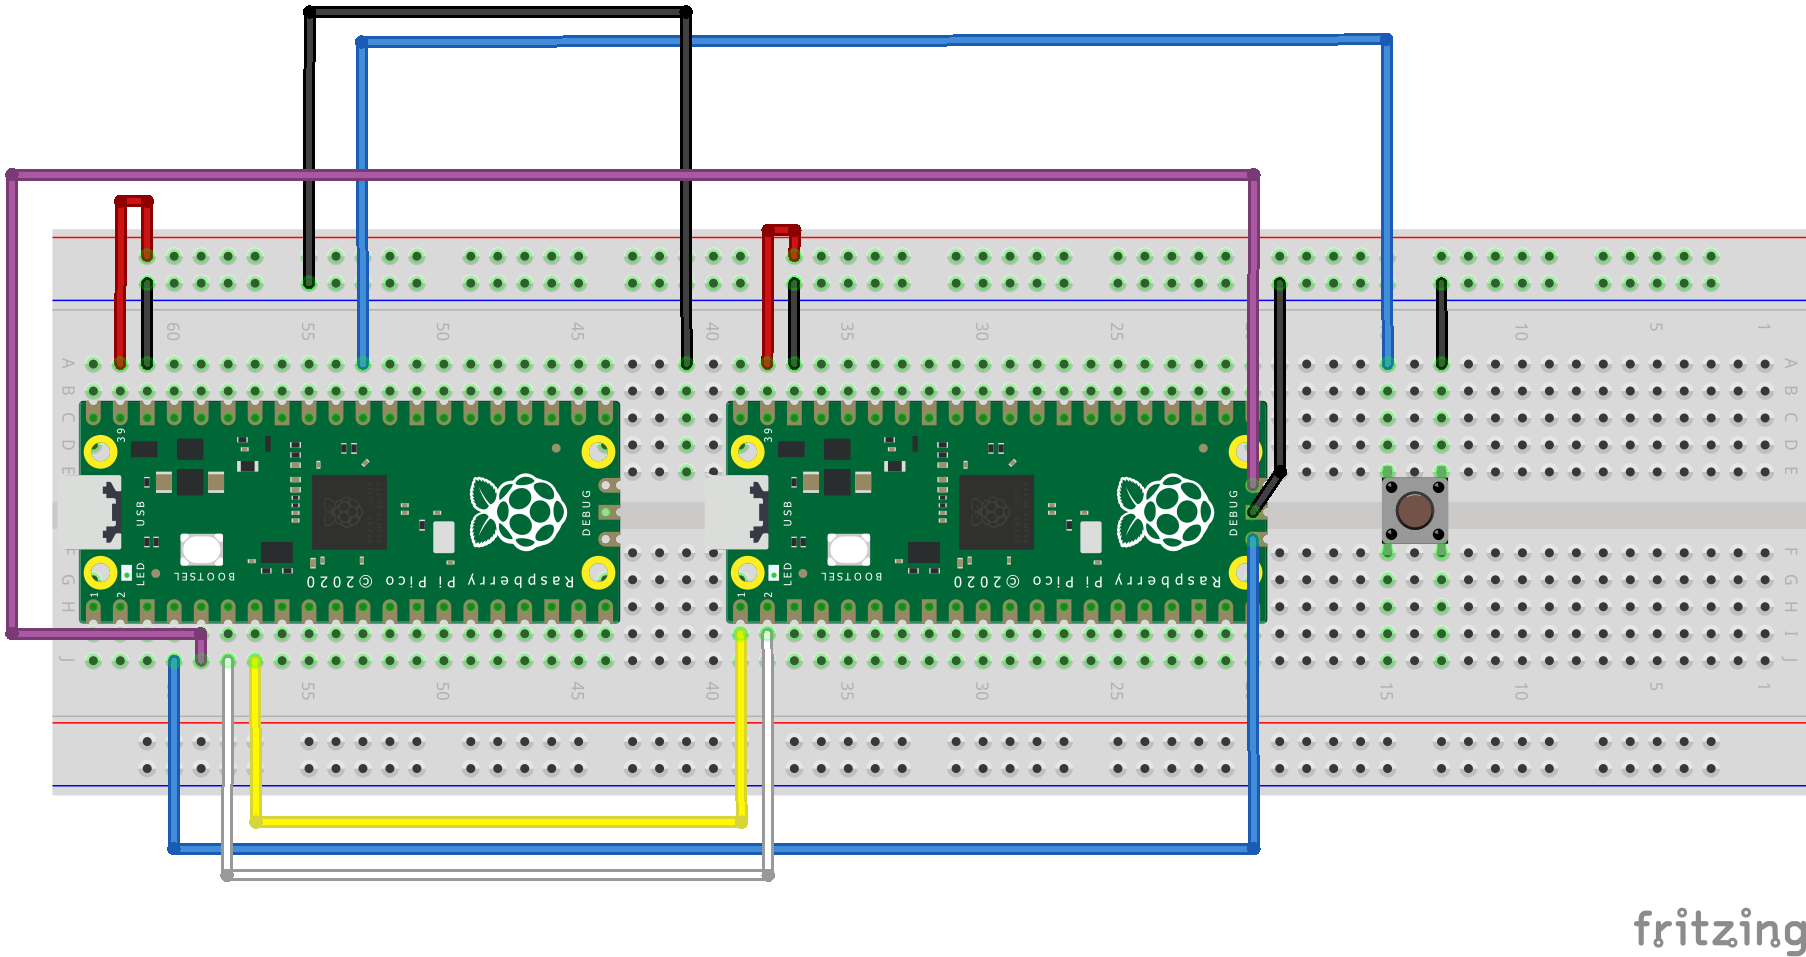 60 55 50 45 40 35 30 25 10 5 1
A A
B B
C C
D D
E E
39 39
USB DEBUG USB DEBUG
F F
G G
H H
I
J J
LED BOOTSEL Raspberry Pi Pico ©2020
LED BOOTSEL Raspberry Pi Pico ©2020
1 2 1 2
55 50 45 40 35 30 25 15 10 5 1
fritzing